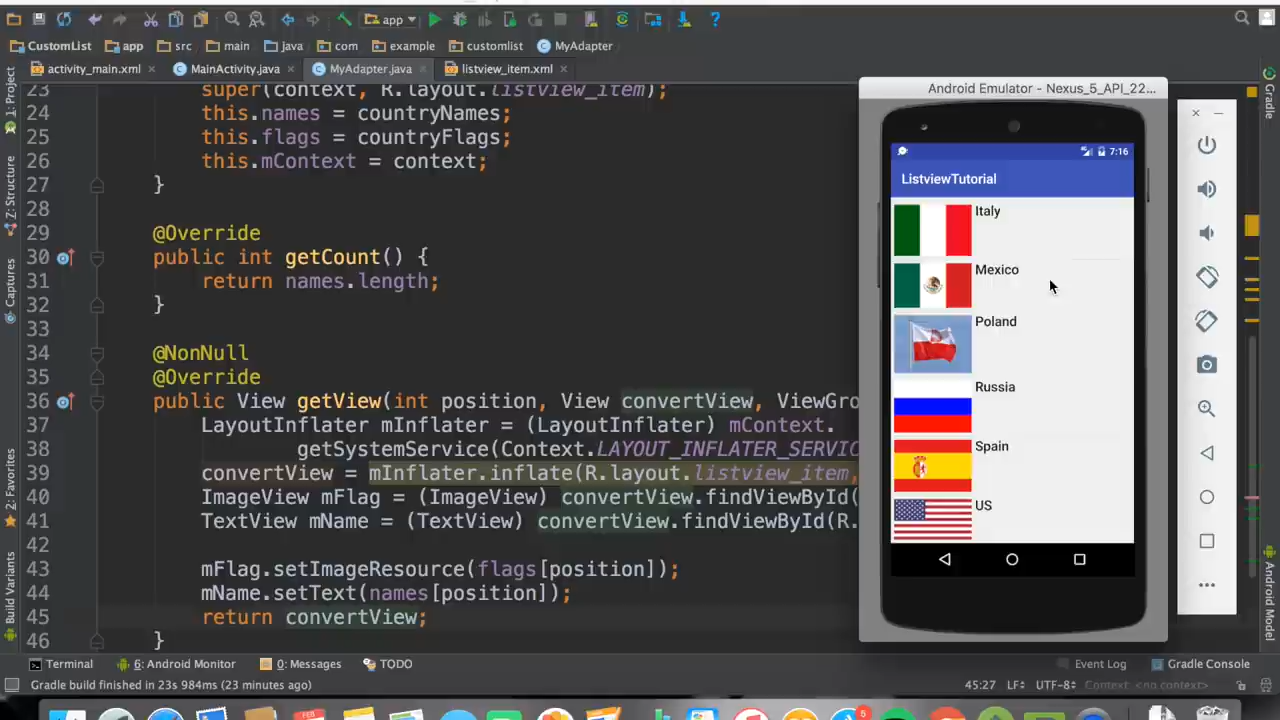 app
CustomList app src main java com example customlist MyAdapter
activity_main.xml MainActivity.java MyAdapter.java listview_item.xml
1: Project
Z: Structure
Captures
2: Favorites
Build Variants
23 super(context, R.layout.listview_item);
24 this.names = countryNames;
25 this.flags = countryFlags;
26 this.mContext = context;
27 }
28
29 @Override
30 public int getCount() {
31 return names.length;
32 }
33
34 @NonNull
35 @Override
36 public View getView(int position, View convertView, ViewGro
37 LayoutInflater mInflater = (LayoutInflater) mContext.
38 getSystemService(Context.LAYOUT_INFLATER_SERVIC
39 convertView = mInflater.inflate(R.layout.listview_item,
40 ImageView mFlag = (ImageView) convertView.findViewById(
41 TextView mName = (TextView) convertView.findViewById(R.
42
43 mFlag.setImageResource(flags[position]);
44 mName.setText(names[position]);
45 return convertView;
46 }
Android Emulator - Nexus_5_API_22...
7:16
ListviewTutorial
Italy
Mexico
Poland
Russia
Spain
US
Gradle
Android Model
Terminal 6: Android Monitor 0: Messages TODO Event Log Gradle Console
Gradle build finished in 23s 984ms (23 minutes ago) 45:27 LF UTF-8 Context: <no context>
5